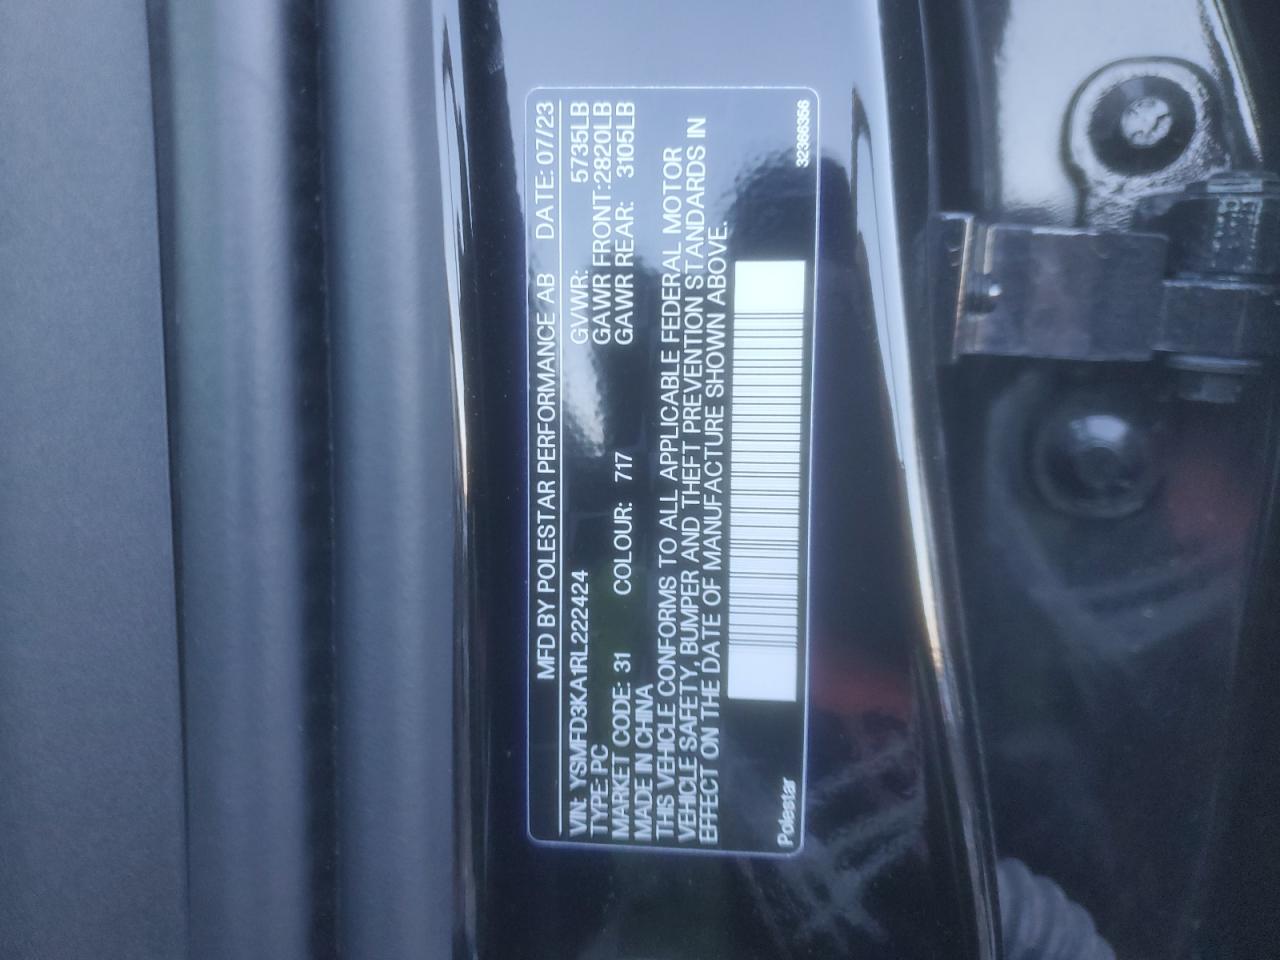 MFD BY POLESTAR PERFORMANCE AB DATE: 07/23
VIN: YSMFD3KA1RL222424 GVWR: 5735LB
TYPE: PC GAWR FRONT:2820LB
MARKET CODE: 31 COLOUR: 717 GAWR REAR: 3105LB
MADE IN CHINA
THIS VEHICLE CONFORMS TO ALL APPLICABLE FEDERAL MOTOR
VEHICLE SAFETY, BUMPER AND THEFT PREVENTION STANDARDS IN
EFFECT ON THE DATE OF MANUFACTURE SHOWN ABOVE.
Polestar 32366356